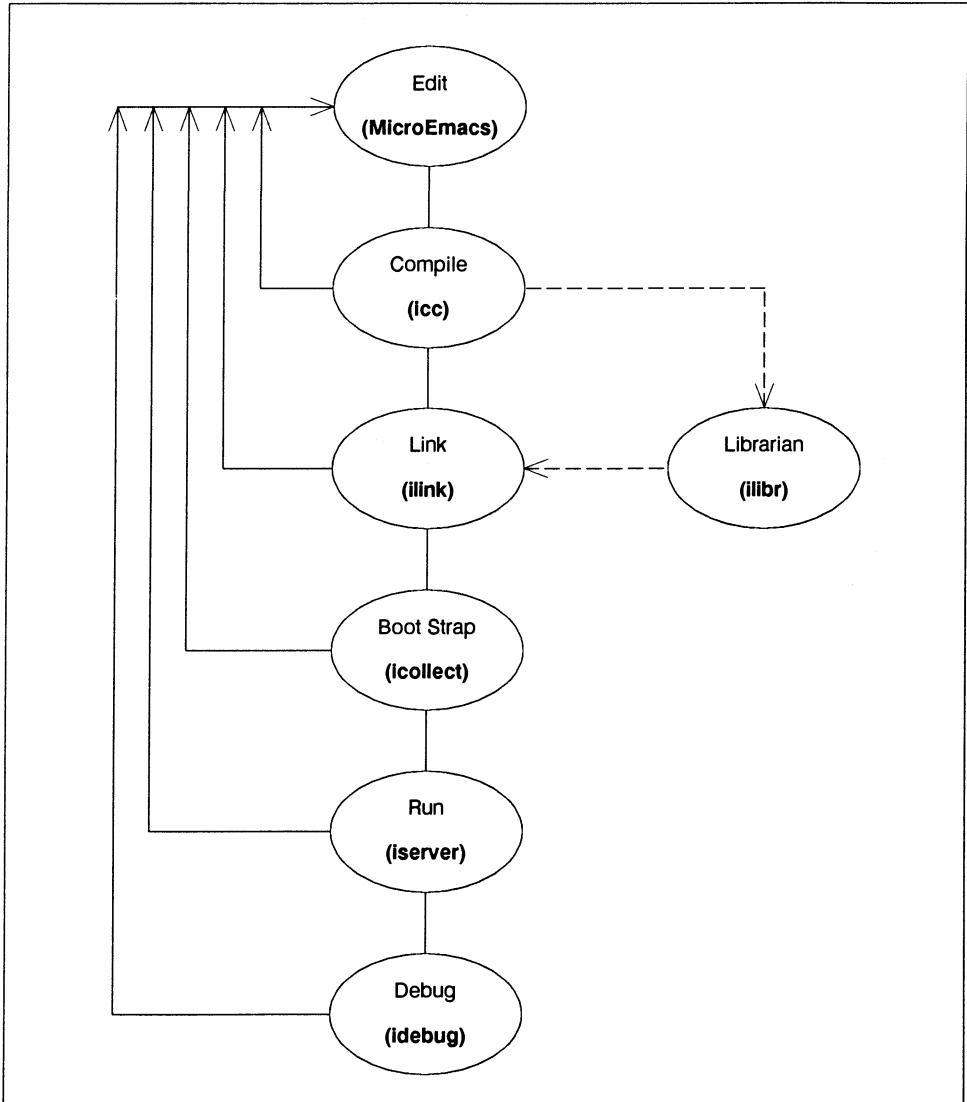 Edit
(MicroEmacs)
Compile
(icc)
Link
(ilink)
Librarian
(ilibr)
Boot Strap
(icollect)
Run
(iserver)
Debug
(idebug)